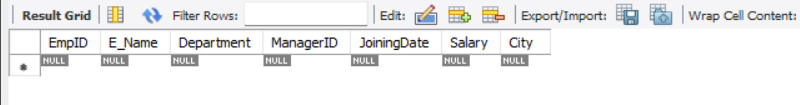 Result Grid Filter Rows: Edit: Export/Import: Wrap Cell Content:
EmpID E_Name Department ManagerID JoiningDate Salary City
* NULL NULL NULL NULL NULL NULL NULL